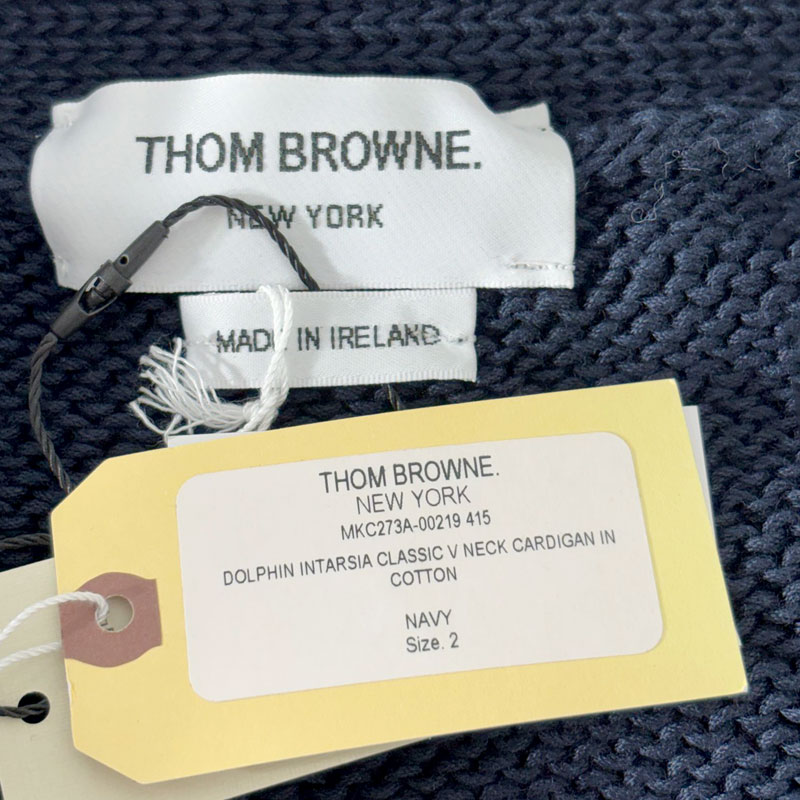 THOM BROWNE.
NEW YORK
MADE IN IRELAND
THOM BROWNE.
NEW YORK
MKC273A-00219 415
DOLPHIN INTARSIA CLASSIC V NECK CARDIGAN IN
COTTON
NAVY
Size. 2